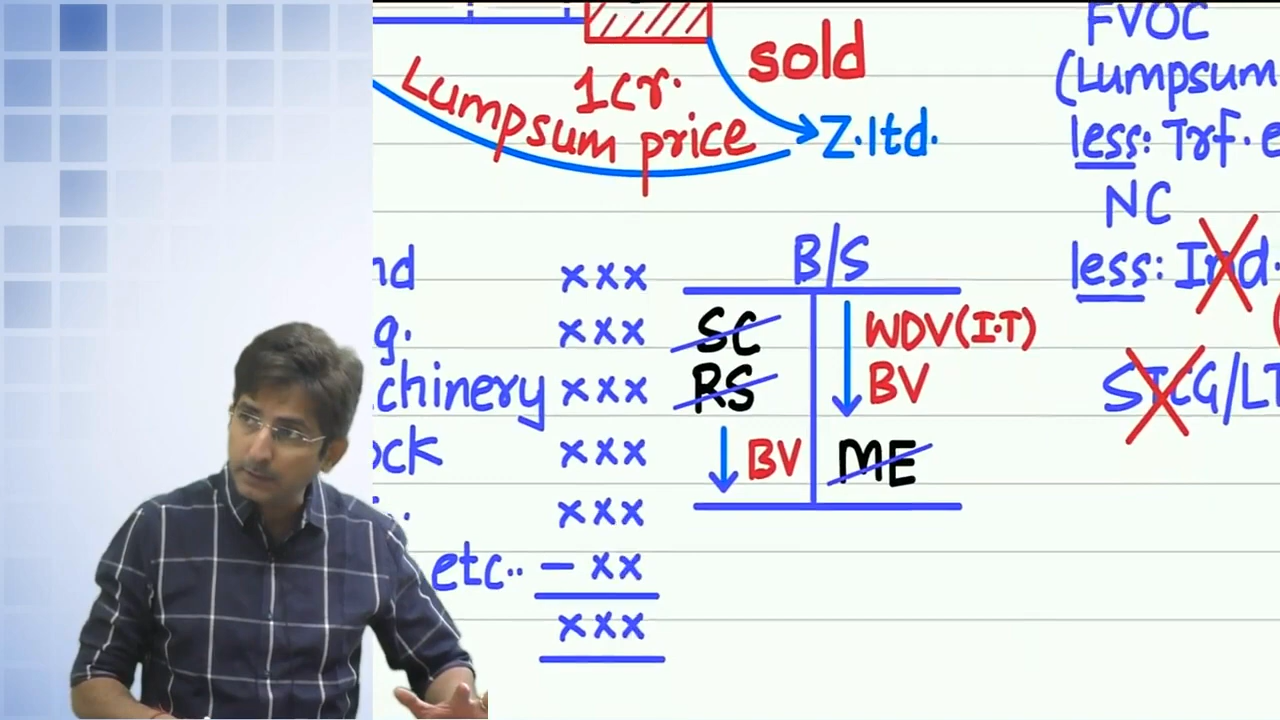 sold
1cr.
Lumpsum price
Z.ltd.
nd xxx
g. xxx
chinery xxx
ock xxx
. xxx
etc.. - xx
xxx
B/S
SC
RS
BV
WDV(I.T)
BV
ME
FVOC
(Lumpsum
less: Trf. e
NC
less: Ind.
(
STCG/LT